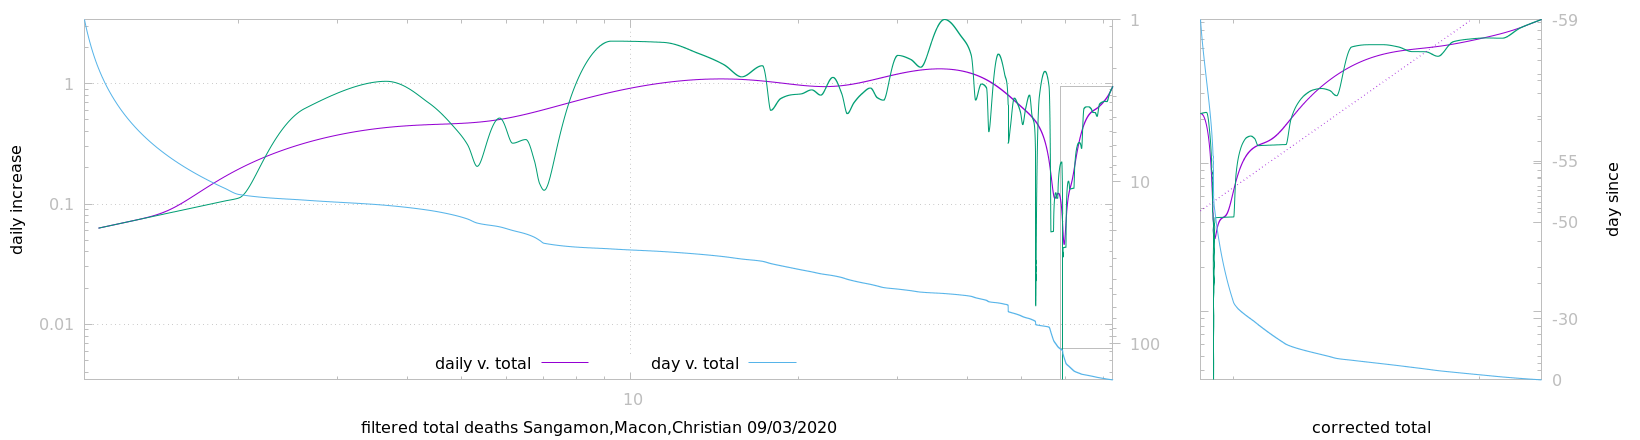 daily increase
1
0.1
0.01
10
1
10
100
daily v. total
day v. total
filtered total deaths Sangamon,Macon,Christian 09/03/2020
-59
-55
-50
-30
0
day since
corrected total